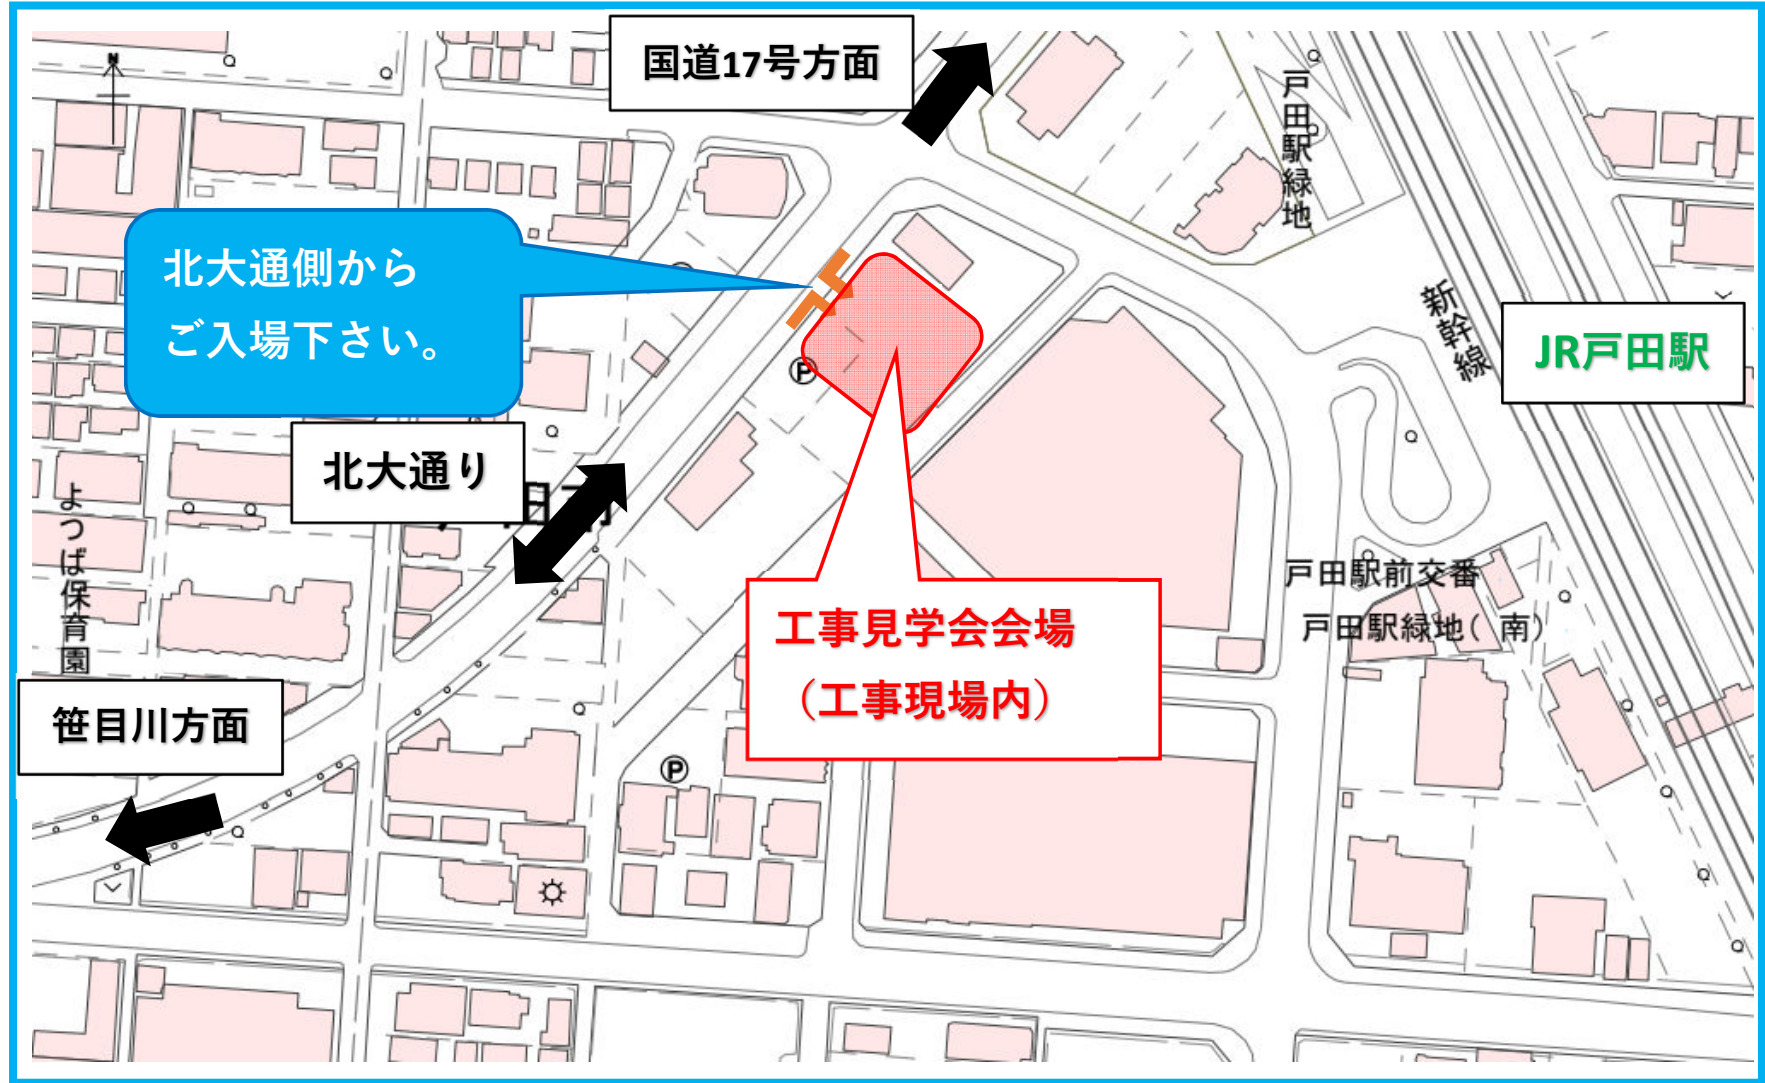 国道17号方面
N
戸田駅緑地
北大通側から
ご入場下さい。
新幹線
JR戸田駅
P
北大通り
よつば保育園
戸田駅前交番
戸田駅緑地(南)
工事見学会会場
（工事現場内）
笹目川方面
P